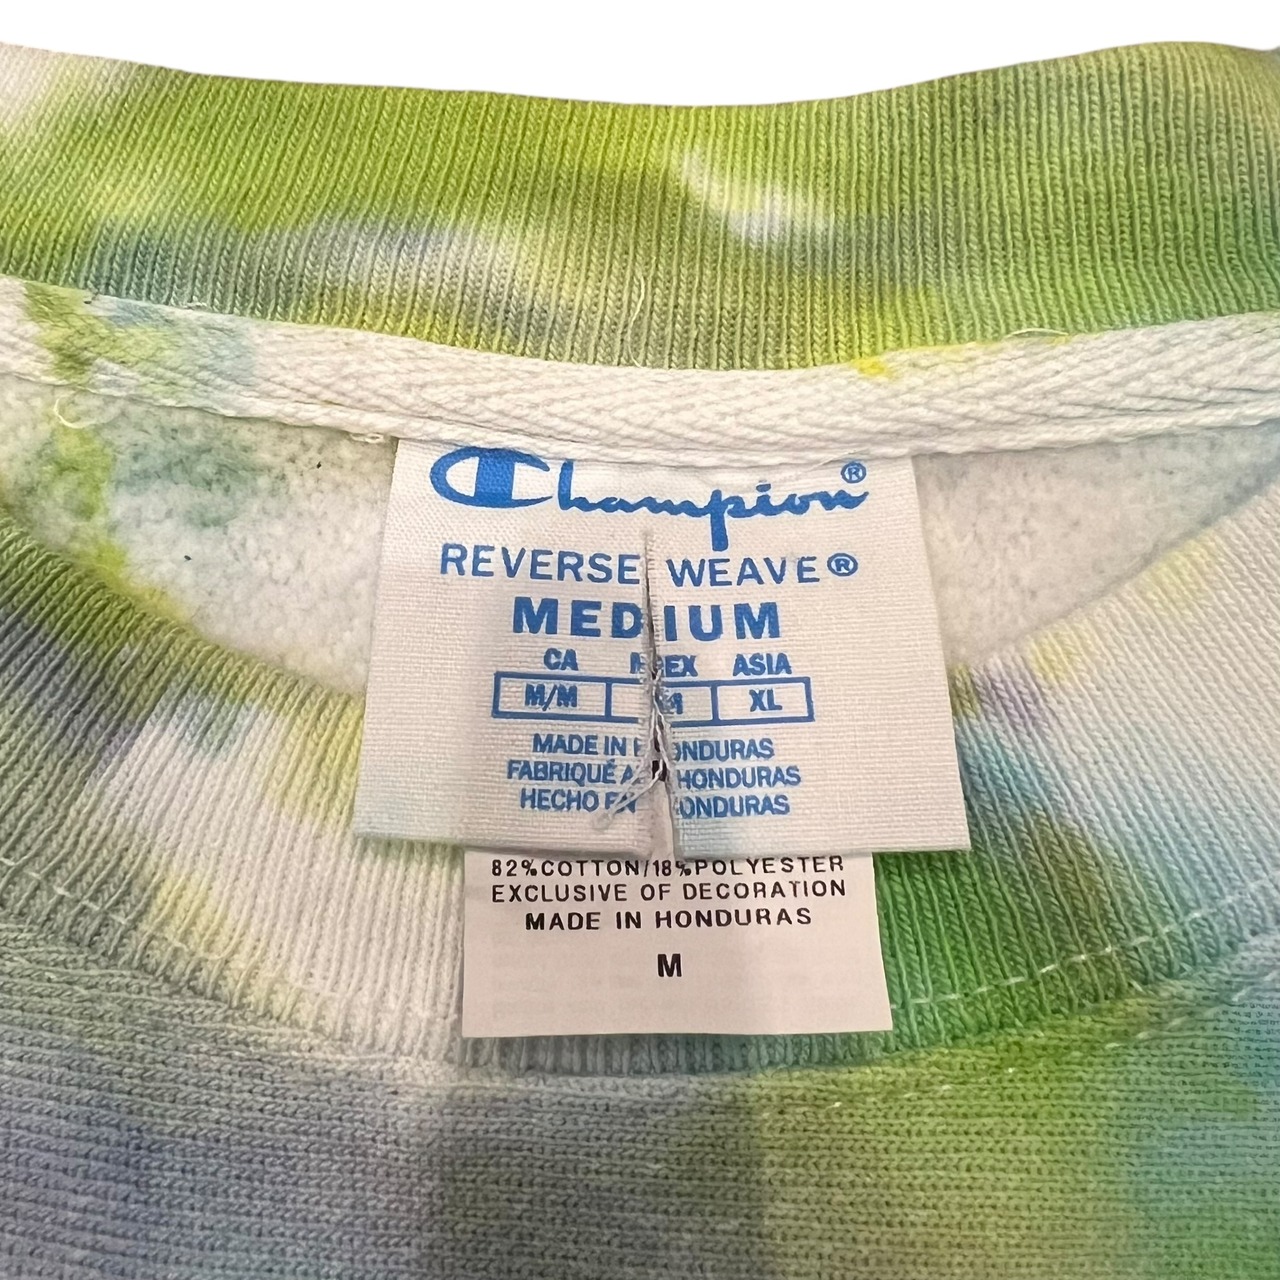 Champion®
REVERSE WEAVE®
MEDIUM
CA MEX ASIA
M/M M XL
MADE IN HONDURAS
FABRIQUÉ AU HONDURAS
HECHO EN HONDURAS
82%COTTON/18%POLYESTER
EXCLUSIVE OF DECORATION
MADE IN HONDURAS
M